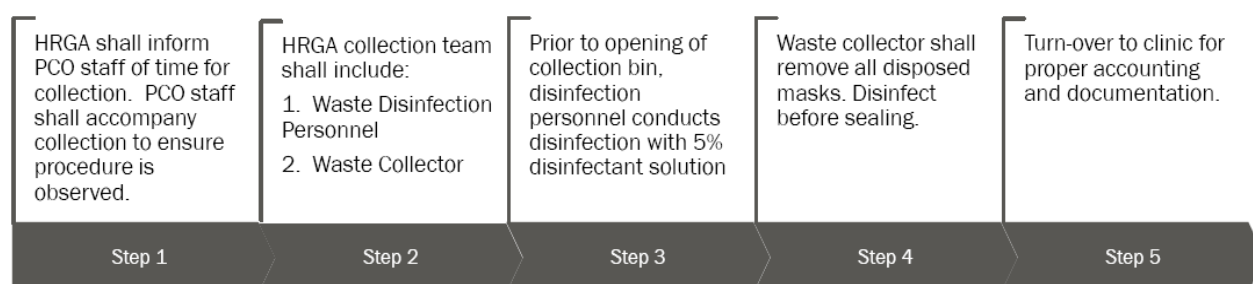 HRGA shall inform
PCO staff of time for
collection.  PCO staff
shall accompany
collection to ensure
procedure is
observed.
HRGA collection team
shall include:
1.  Waste Disinfection
Personnel
2.  Waste Collector
Prior to opening of
collection bin,
disinfection
personnel conducts
disinfection with 5%
disinfectant solution
Waste collector shall
remove all disposed
masks. Disinfect
before sealing.
Turn-over to clinic for
proper accounting
and documentation.
Step 1
Step 2
Step 3
Step 4
Step 5